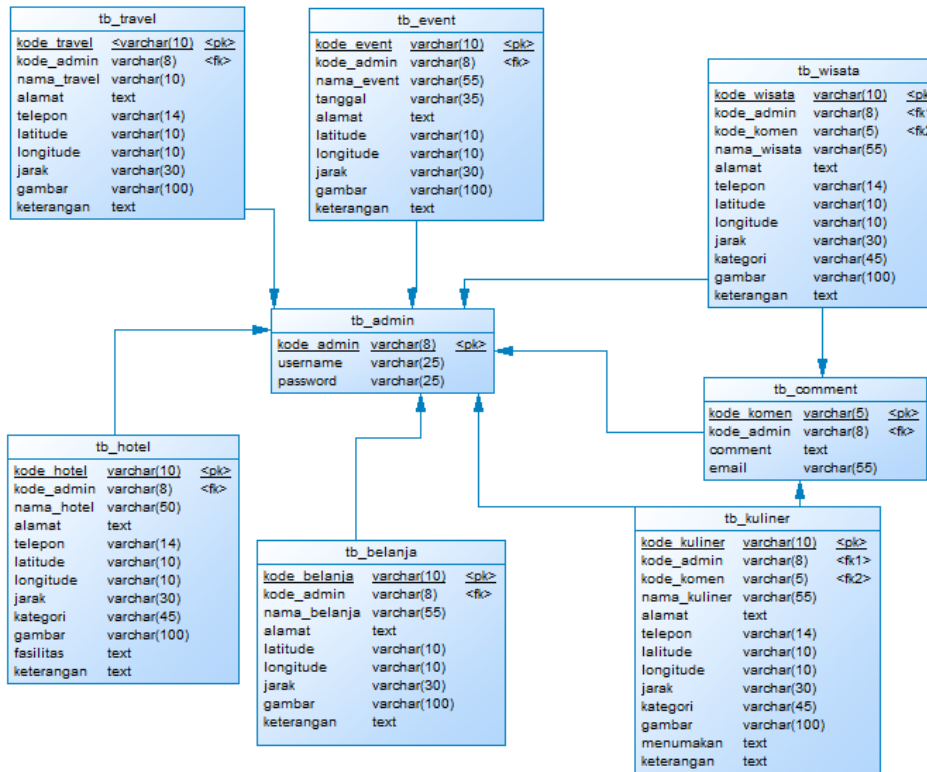 tb_travel
kode_travel <varchar(10) <pk>
kode_admin varchar(8) <fk>
nama_travel varchar(10)
alamat text
telepon varchar(14)
latitude varchar(10)
longitude varchar(10)
jarak varchar(30)
gambar varchar(100)
keterangan text
tb_event
kode_event varchar(10) <pk>
kode_admin varchar(8) <fk>
nama_event varchar(55)
tanggal varchar(35)
alamat text
latitude varchar(10)
longitude varchar(10)
jarak varchar(30)
gambar varchar(100)
keterangan text
tb_wisata
kode_wisata varchar(10) <pk
kode_admin varchar(8) <fk1
kode_komen varchar(5) <fk2
nama_wisata varchar(55)
alamat text
telepon varchar(14)
latitude varchar(10)
longitude varchar(10)
jarak varchar(30)
kategori varchar(45)
gambar varchar(100)
keterangan text
tb_admin
kode_admin varchar(8) <pk>
username varchar(25)
password varchar(25)
tb_comment
kode_komen varchar(5) <pk>
kode_admin varchar(8) <fk>
comment text
email varchar(55)
tb_hotel
kode_hotel varchar(10) <pk>
kode_admin varchar(8) <fk>
nama_hotel varchar(50)
alamat text
telepon varchar(14)
latitude varchar(10)
longitude varchar(10)
jarak varchar(30)
kategori varchar(45)
gambar varchar(100)
fasilitas text
keterangan text
tb_belanja
kode_belanja varchar(10) <pk>
kode_admin varchar(8) <fk>
nama_belanja varchar(55)
alamat text
latitude varchar(10)
longitude varchar(10)
jarak varchar(30)
gambar varchar(100)
keterangan text
tb_kuliner
kode_kuliner varchar(10) <pk>
kode_admin varchar(8) <fk1>
kode_komen varchar(5) <fk2>
nama_kuliner varchar(55)
alamat text
telepon varchar(14)
lalitude varchar(10)
longitude varchar(10)
jarak varchar(30)
kategori varchar(45)
gambar varchar(100)
menumakan text
keterangan text